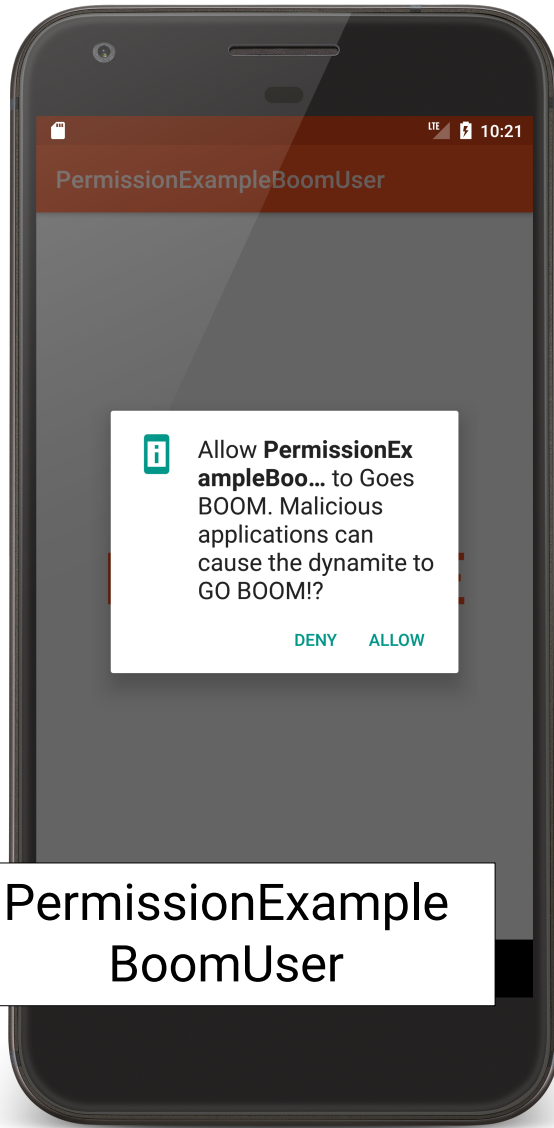 LTE 10:21
PermissionExampleBoomUser
Allow PermissionEx
ampleBoo... to Goes
BOOM. Malicious
applications can
cause the dynamite to
GO BOOM!?
DENY ALLOW
PermissionExample
BoomUser